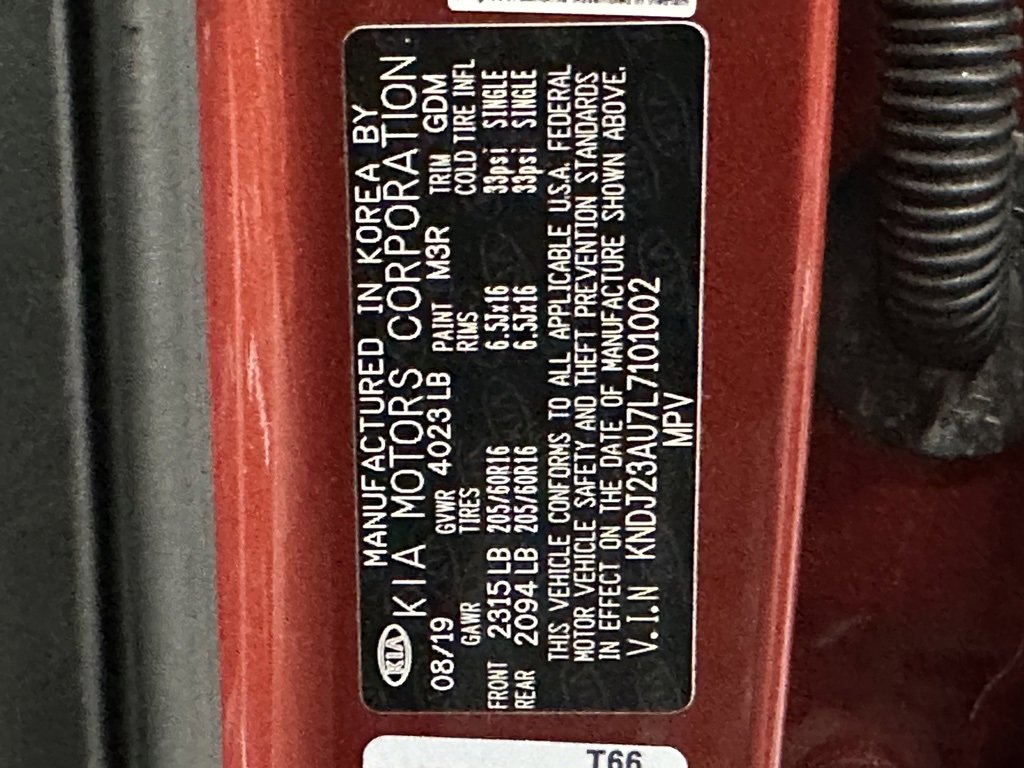 KIA
MANUFACTURED IN KOREA BY
KIA MOTORS CORPORATION.
08/19 GVWR 4023 LB PAINT M3R TRIM GDM
GAWR TIRES RIMS COLD TIRE INFL
FRONT 2315 LB 205/60R16 6.5Jx16 33psi SINGLE
REAR 2094 LB 205/60R16 6.5Jx16 33psi SINGLE
THIS VEHICLE CONFORMS TO ALL APPLICABLE U.S.A. FEDERAL
MOTOR VEHICLE SAFETY AND THEFT PREVENTION STANDARDS
IN EFFECT ON THE DATE OF MANUFACTURE SHOWN ABOVE.
V.I.N KNDJ23AU7L7101002
MPV
T66